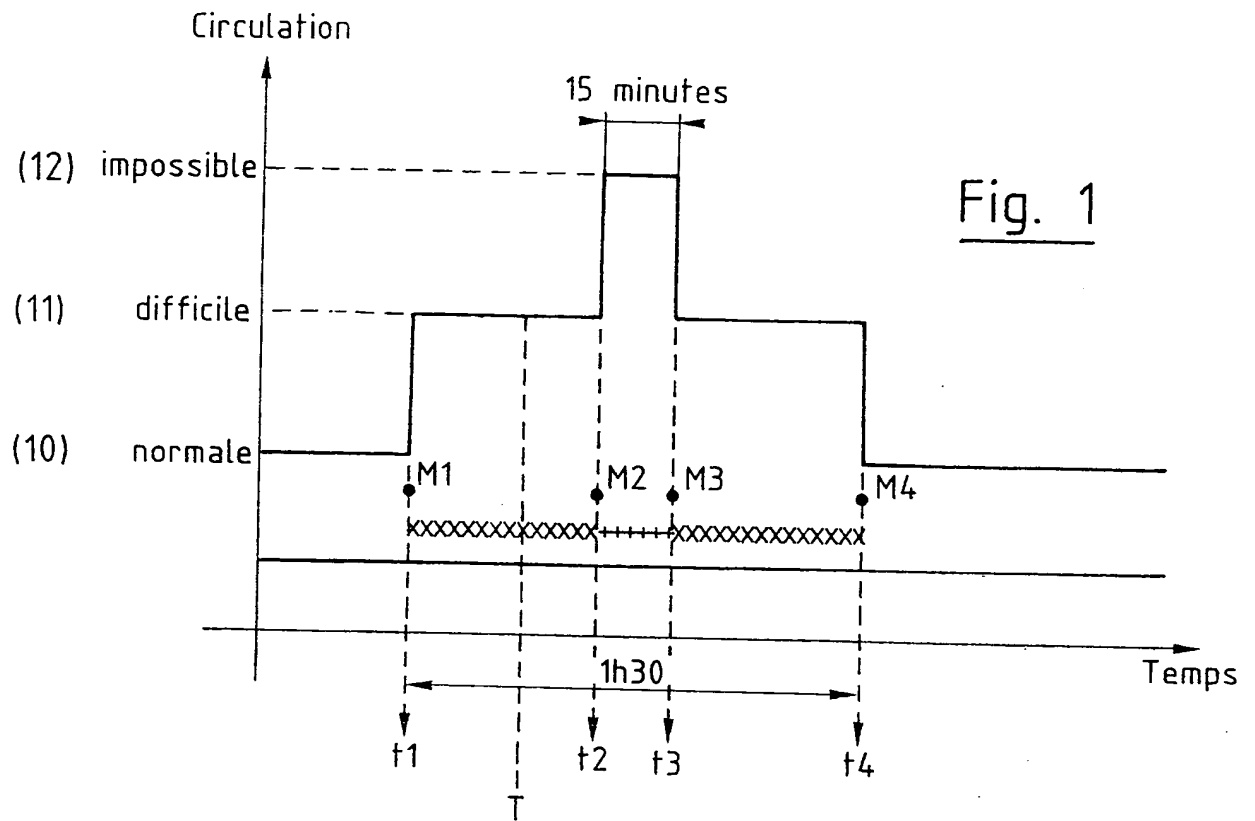 Circulation
15 minutes
(12) impossible
Fig. 1
(11) difficile
(10) normale
M1 M2 M3 M4
1h30
Temps
t1 t2 t3 t4
T